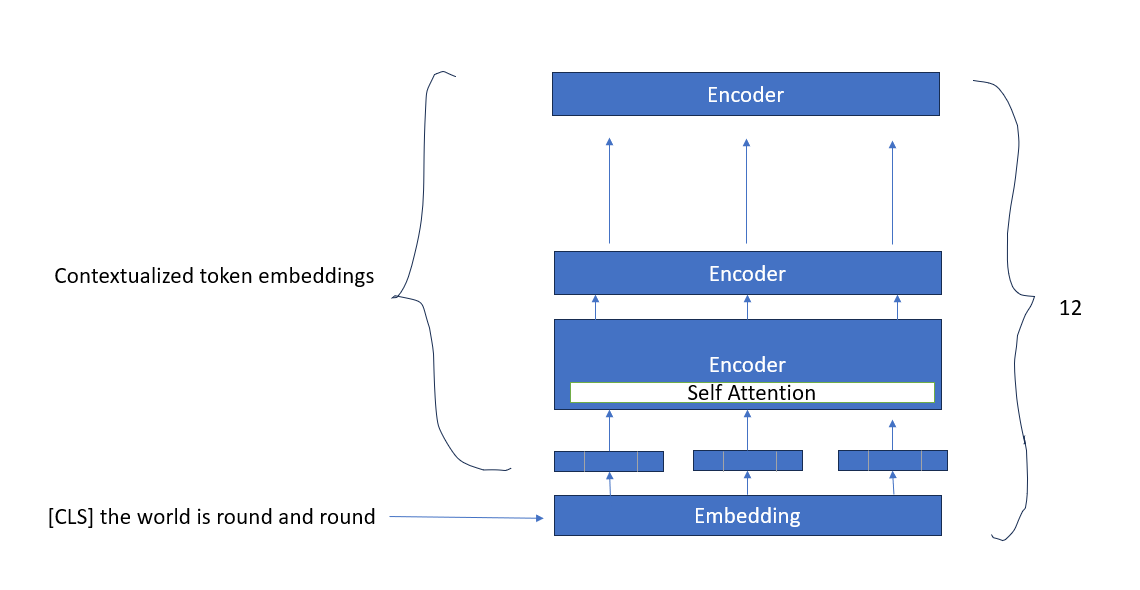 Encoder
Encoder
Contextualized token embeddings
12
Encoder
Self Attention
[CLS] the world is round and round
Embedding